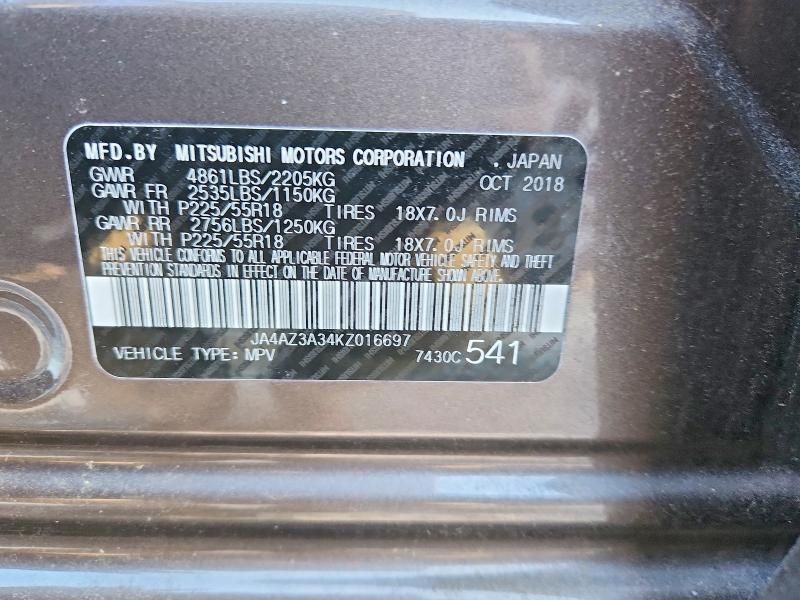 MFD.BY MITSUBISHI MOTORS CORPORATION . JAPAN
GVWR 4861LBS/2205KG OCT 2018
GAWR FR 2535LBS/1150KG
WITH P225/55R18 TIRES 18X7.0J RIMS
GAWR RR 2756LBS/1250KG
WITH P225/55R18 TIRES 18X7.0J RIMS
THIS VEHICLE CONFORMS TO ALL APPLICABLE FEDERAL MOTOR VEHICLE SAFETY AND THEFT
PREVENTION STANDARDS IN EFFECT ON THE DATE OF MANUFACTURE SHOWN ABOVE.
JA4AZ3A34KZ016697
VEHICLE TYPE: MPV 7430C 541